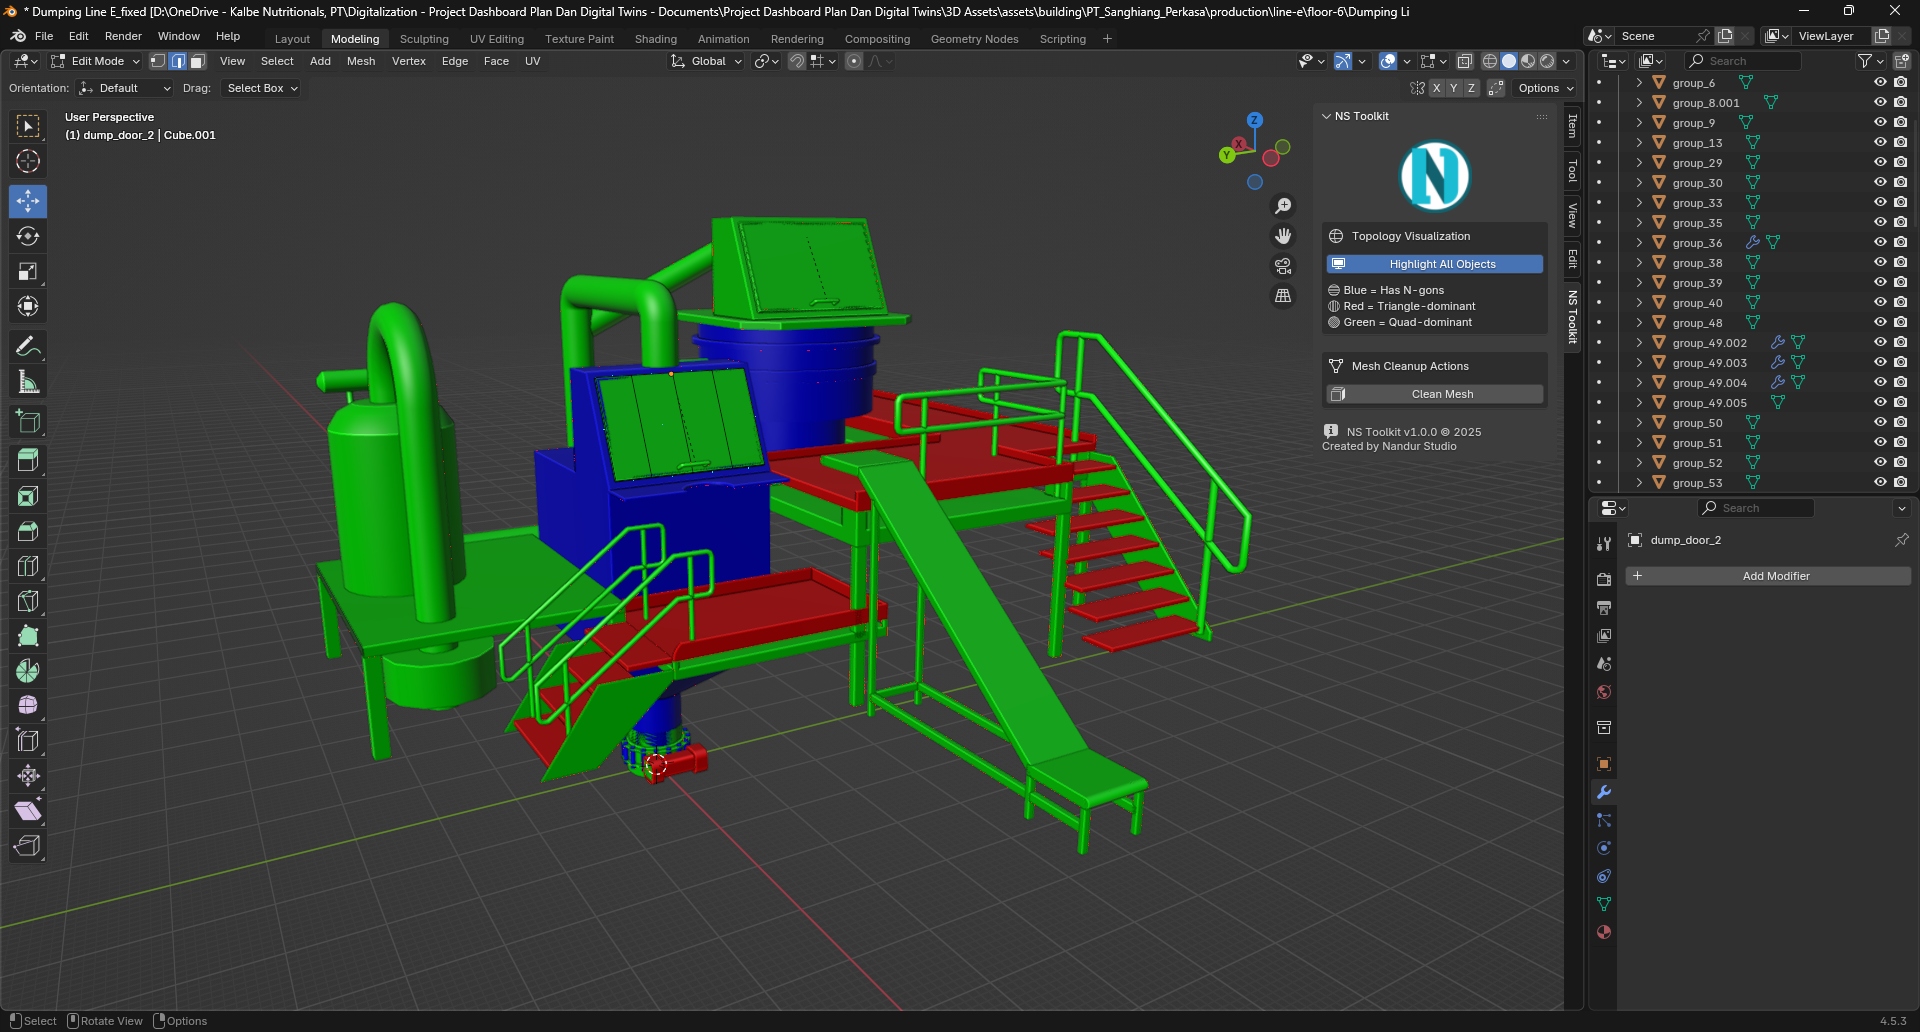 * Dumping Line E_fixed [D:\OneDrive - Kalbe Nutritionals, PT\Digitalization - Project Dashboard Plan Dan Digital Twins - Documents\Project Dashboard Plan Dan Digital Twins\3D Assets\assets\building\PT_Sanghiang_Perkasa\production\line-e\floor-6\Dumping Li
File Edit Render Window Help
Layout Modeling Sculpting UV Editing Texture Paint Shading Animation Rendering Compositing Geometry Nodes Scripting +
Scene
ViewLayer
Edit Mode
View Select Add Mesh Vertex Edge Face UV
Global
Search
Orientation: Default Drag: Select Box
X Y Z
Options
User Perspective
(1) dump_door_2 | Cube.001
Z
X
Y
NS Toolkit
N
Topology Visualization
Highlight All Objects
Blue = Has N-gons
Red = Triangle-dominant
Green = Quad-dominant
Mesh Cleanup Actions
Clean Mesh
NS Toolkit v1.0.0 © 2025
Created by Nandur Studio
Item
Tool
View
Edit
NS Toolkit
group_6
group_8.001
group_9
group_13
group_29
group_30
group_33
group_35
group_36
group_38
group_39
group_40
group_48
group_49.002
group_49.003
group_49.004
group_49.005
group_50
group_51
group_52
group_53
Search
dump_door_2
+ Add Modifier
Select Rotate View Options
4.5.3